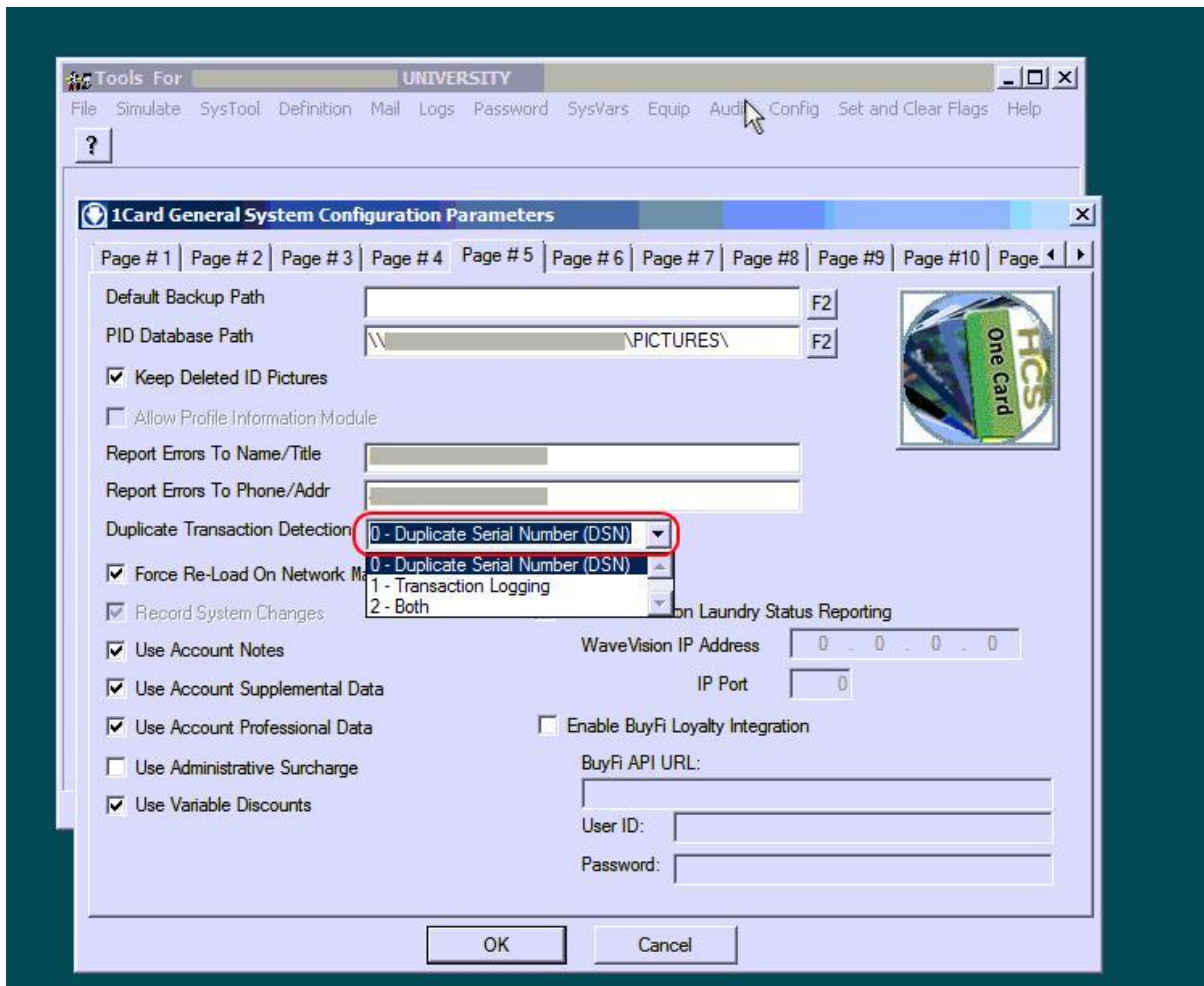 Tools For UNIVERSITY
File Simulate SysTool Definition Mail Logs Password SysVars Equip Audit Config Set and Clear Flags Help
?
1Card General System Configuration Parameters
Page # 1 Page # 2 Page # 3 Page # 4 Page # 5 Page # 6 Page # 7 Page #8 Page #9 Page #10 Page
Default Backup Path F2
PID Database Path \\ \PICTURES\ F2
HCS
One Card
Keep Deleted ID Pictures
Allow Profile Information Module
Report Errors To Name/Title
Report Errors To Phone/Addr
Duplicate Transaction Detection 0 - Duplicate Serial Number (DSN)
0 - Duplicate Serial Number (DSN)
1 - Transaction Logging
2 - Both
Force Re-Load On Network
Record System Changes on Laundry Status Reporting
Use Account Notes WaveVision IP Address 0 . 0 . 0 . 0
Use Account Supplemental Data IP Port 0
Use Account Professional Data Enable BuyFi Loyalty Integration
Use Administrative Surcharge BuyFi API URL:
Use Variable Discounts
User ID:
Password:
OK Cancel